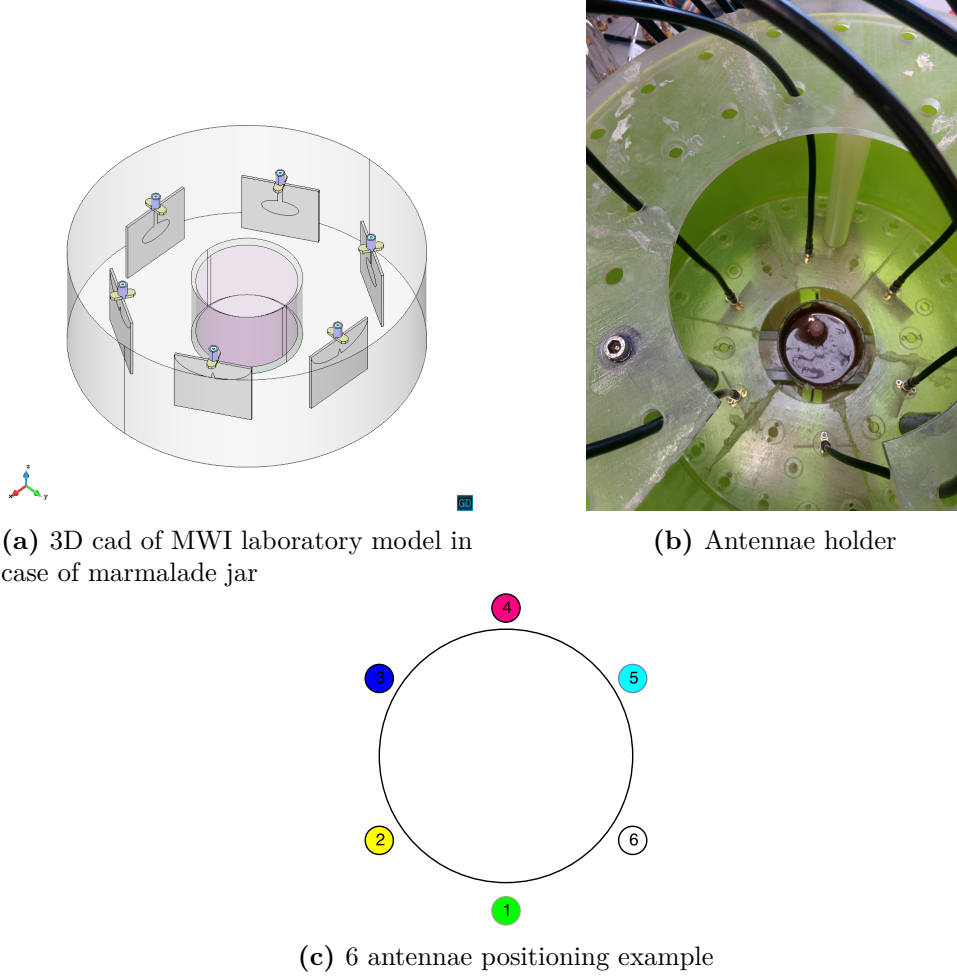 z
x
y
GD
(a) 3D cad of MWI laboratory model in
case of marmalade jar
(b) Antennae holder
4
3
5
2
6
1
(c) 6 antennae positioning example